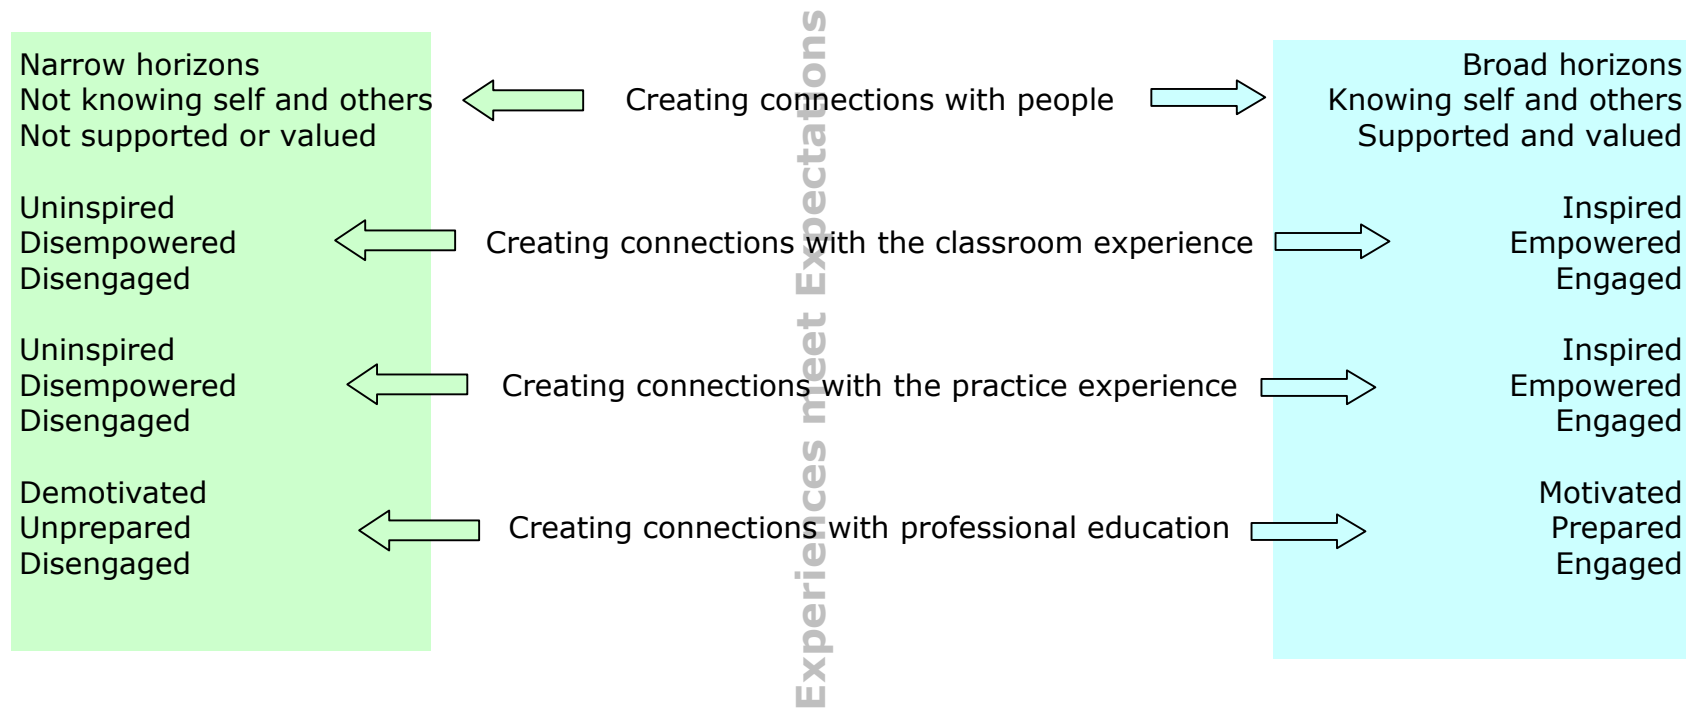 Narrow horizons
Not knowing self and others
Not supported or valued
Creating connections with people
Broad horizons
Knowing self and others
Supported and valued
Uninspired
Disempowered
Disengaged
Creating connections with the classroom experience
Inspired
Empowered
Engaged
Uninspired
Disempowered
Disengaged
Creating connections with the practice experience
Inspired
Empowered
Engaged
Demotivated
Unprepared
Disengaged
Creating connections with professional education
Motivated
Prepared
Engaged
Experiences meet Expectations